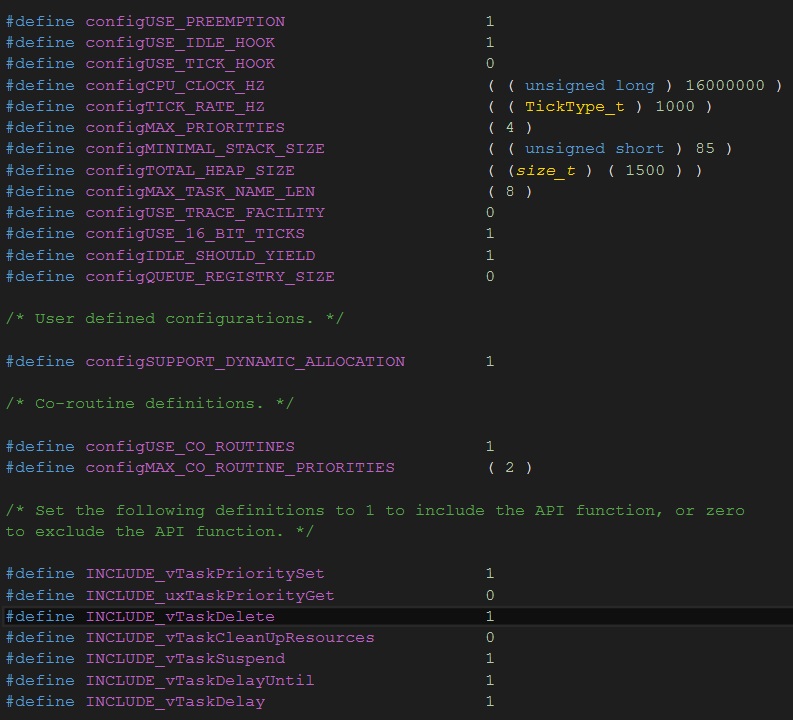 #define configUSE_PREEMPTION 1
#define configUSE_IDLE_HOOK 1
#define configUSE_TICK_HOOK 0
#define configCPU_CLOCK_HZ ( ( unsigned long ) 16000000 )
#define configTICK_RATE_HZ ( ( TickType_t ) 1000 )
#define configMAX_PRIORITIES ( 4 )
#define configMINIMAL_STACK_SIZE ( ( unsigned short ) 85 )
#define configTOTAL_HEAP_SIZE ( (size_t ) ( 1500 ) )
#define configMAX_TASK_NAME_LEN ( 8 )
#define configUSE_TRACE_FACILITY 0
#define configUSE_16_BIT_TICKS 1
#define configIDLE_SHOULD_YIELD 1
#define configQUEUE_REGISTRY_SIZE 0
/* User defined configurations. */
#define configSUPPORT_DYNAMIC_ALLOCATION 1
/* Co-routine definitions. */
#define configUSE_CO_ROUTINES 1
#define configMAX_CO_ROUTINE_PRIORITIES ( 2 )
/* Set the following definitions to 1 to include the API function, or zero
to exclude the API function. */
#define INCLUDE_vTaskPrioritySet 1
#define INCLUDE_uxTaskPriorityGet 0
#define INCLUDE_vTaskDelete 1
#define INCLUDE_vTaskCleanUpResources 0
#define INCLUDE_vTaskSuspend 1
#define INCLUDE_vTaskDelayUntil 1
#define INCLUDE_vTaskDelay 1